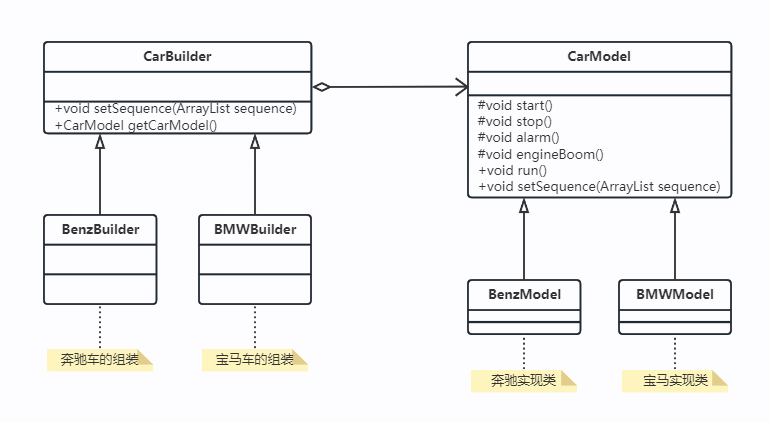 CarBuilder
+void setSequence(ArrayList sequence)
+CarModel getCarModel()
CarModel
#void start()
#void stop()
#void alarm()
#void engineBoom()
+void run()
+void setSequence(ArrayList sequence)
BenzBuilder
BMWBuilder
BenzModel
BMWModel
奔驰车的组装
宝马车的组装
奔驰实现类
宝马实现类